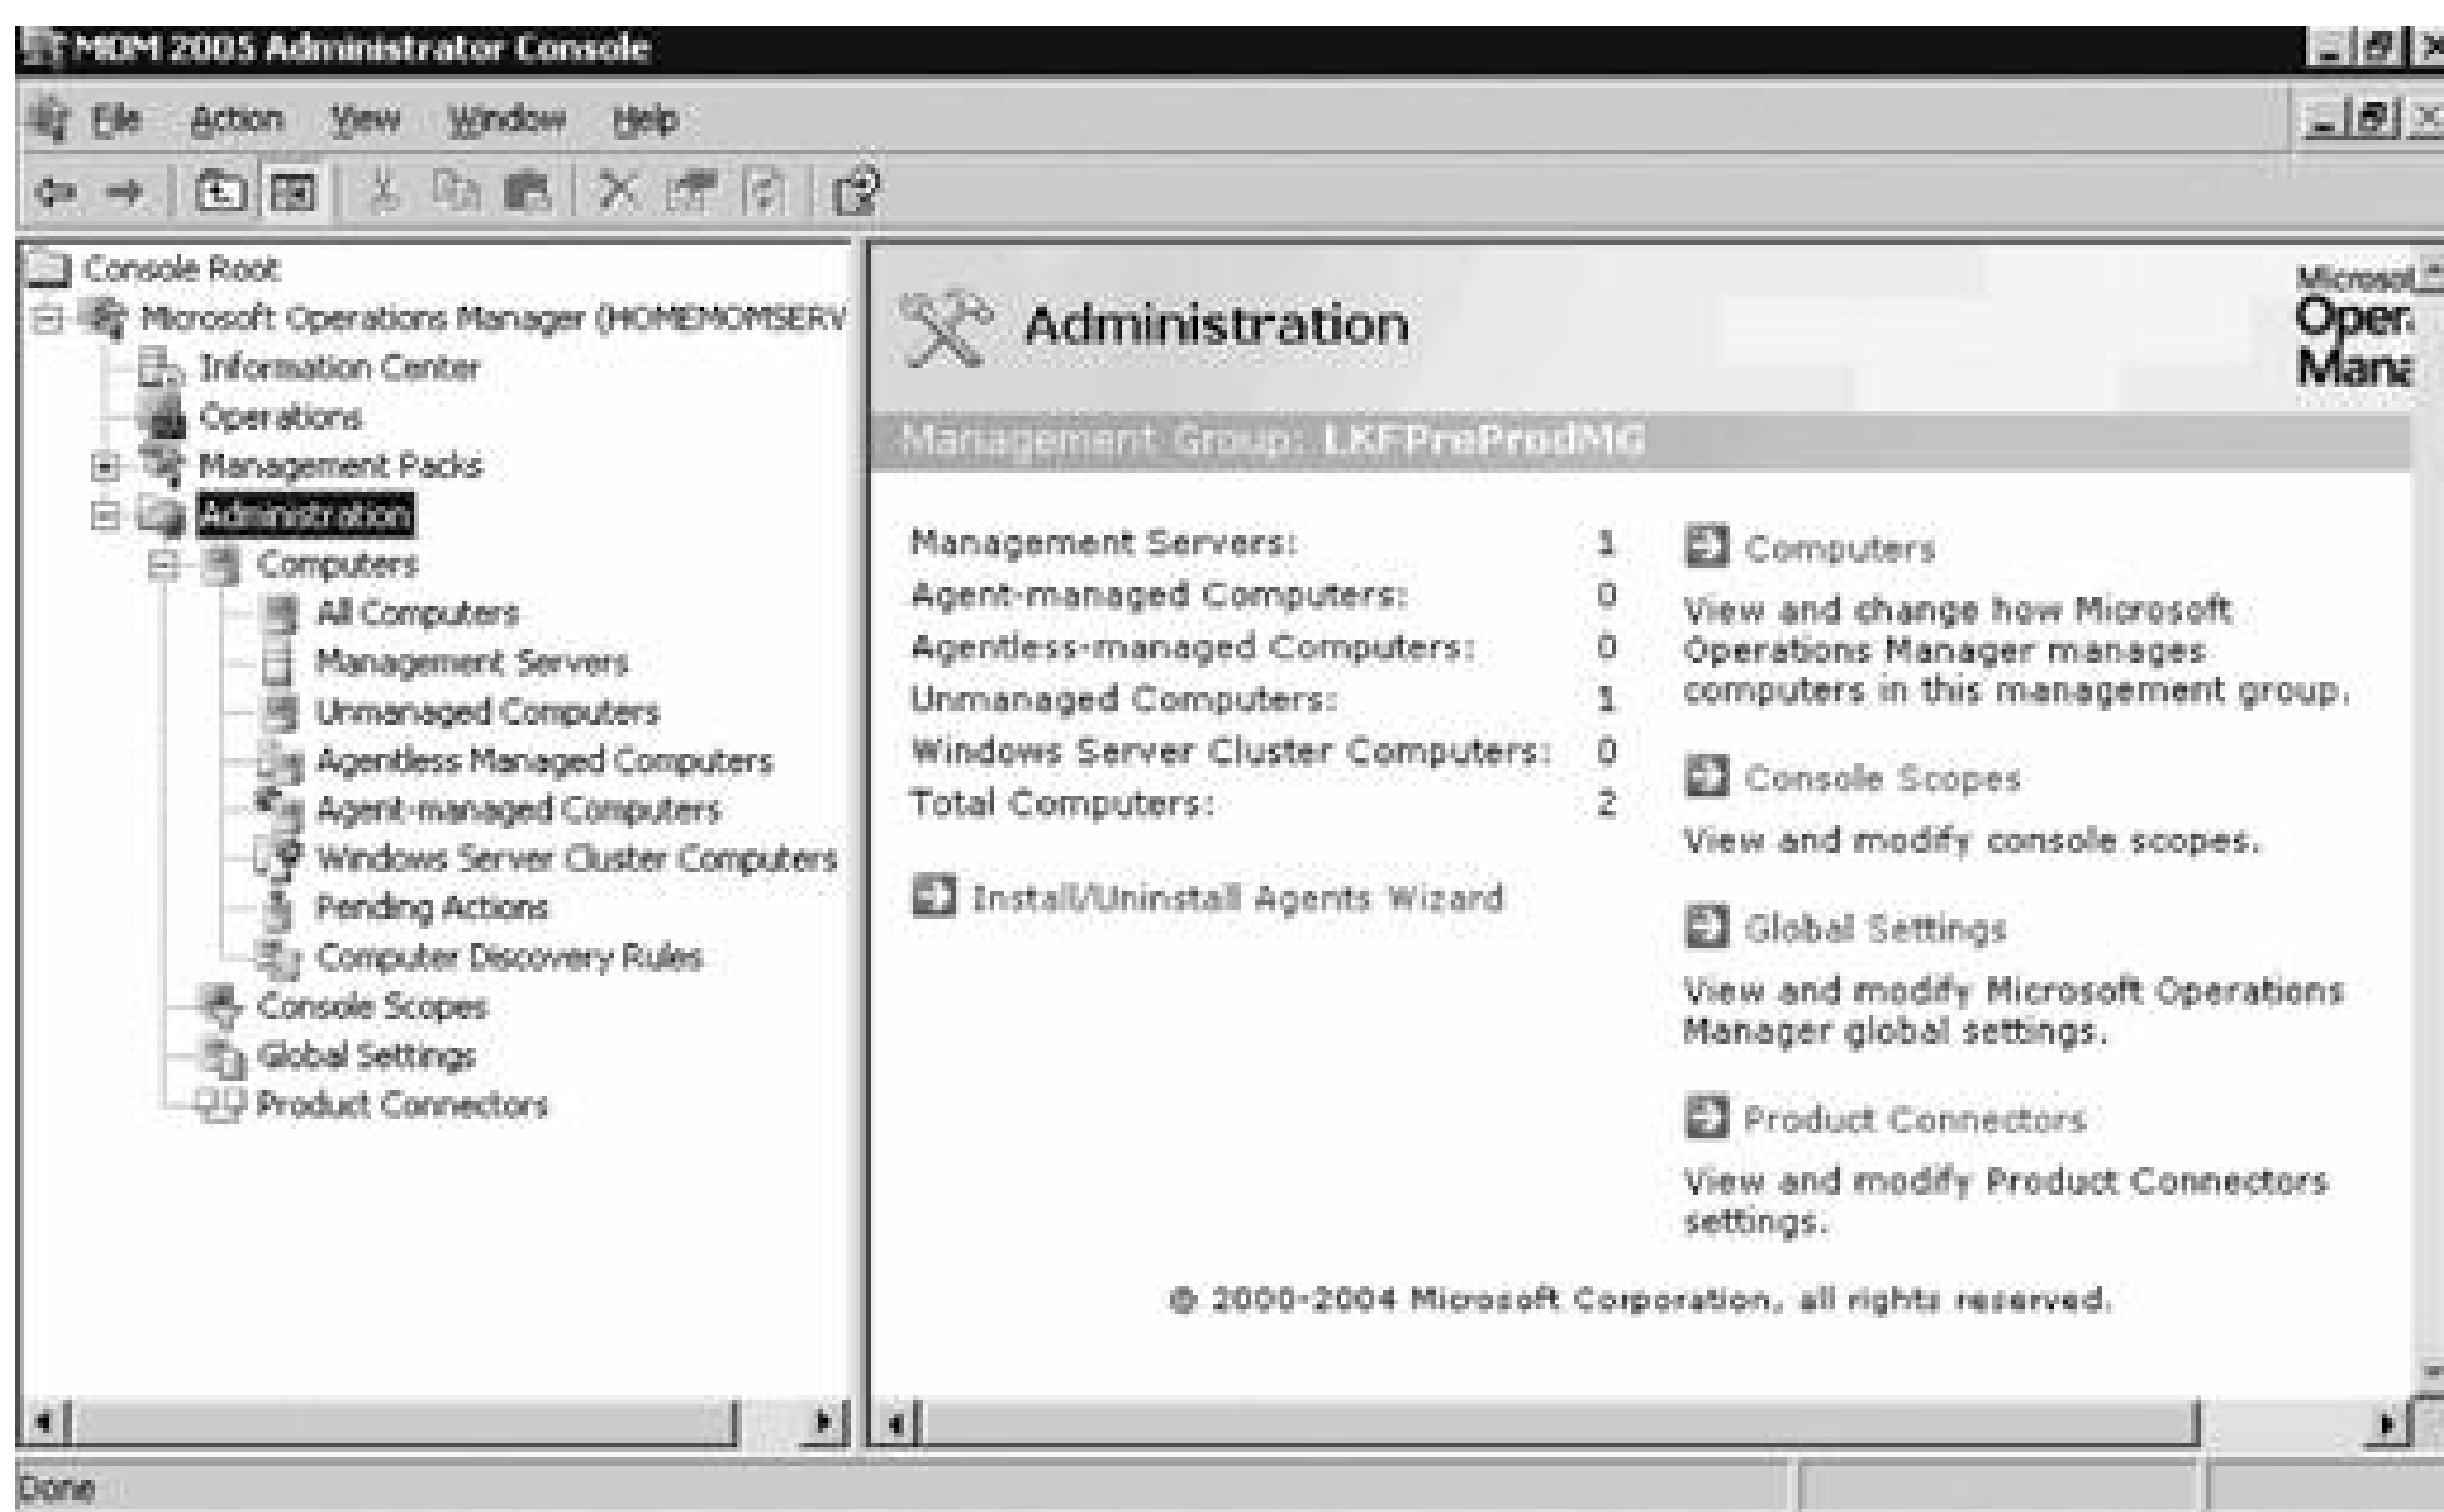 MOM 2005 Administrator Console
File Action View Window Help
Console Root
Microsoft Operations Manager (HOMEMOMSERV
Information Center
Operations
Management Packs
Administration
Computers
All Computers
Management Servers
Unmanaged Computers
Agentless Managed Computers
Agent-managed Computers
Windows Server Cluster Computers
Pending Actions
Computer Discovery Rules
Console Scopes
Global Settings
Product Connectors
Administration
Microsof
Oper
Mana
Management Group: LKFProProdMG
Management Servers: 1
Agent-managed Computers: 0
Agentless-managed Computers: 0
Unmanaged Computers: 1
Windows Server Cluster Computers: 0
Total Computers: 2
Install/Uninstall Agents Wizard
Computers
View and change how Microsoft
Operations Manager manages
computers in this management group.
Console Scopes
View and modify console scopes.
Global Settings
View and modify Microsoft Operations
Manager global settings.
Product Connectors
View and modify Product Connectors
settings.
© 2000-2004 Microsoft Corporation, all rights reserved.
Done